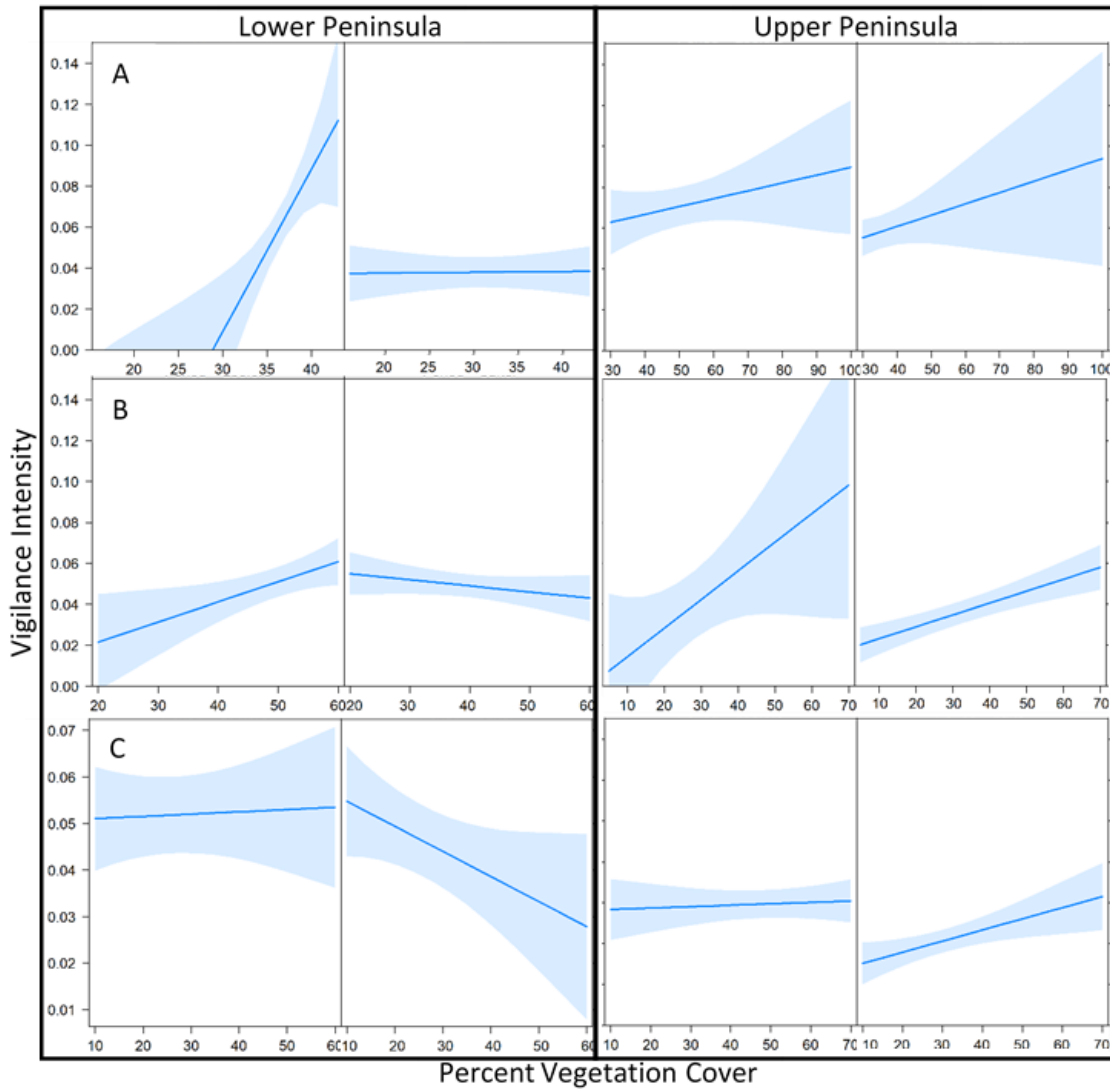 Lower Peninsula Upper Peninsula
A
0.14
0.12
0.10
0.08
0.06
0.04
0.02
0.00
20 25 30 35 40 20 25 30 35 40 30 40 50 60 70 80 90 100 30 40 50 60 70 80 90 100
B
0.14
0.12
0.10
0.08
0.06
0.04
0.02
0.00
20 30 40 50 60 20 30 40 50 60 10 20 30 40 50 60 70 10 20 30 40 50 60 70
C
0.07
0.06
0.05
0.04
0.03
0.02
0.01
10 20 30 40 50 60 10 20 30 40 50 60 10 20 30 40 50 60 70 10 20 30 40 50 60 70
Vigilance Intensity
Percent Vegetation Cover